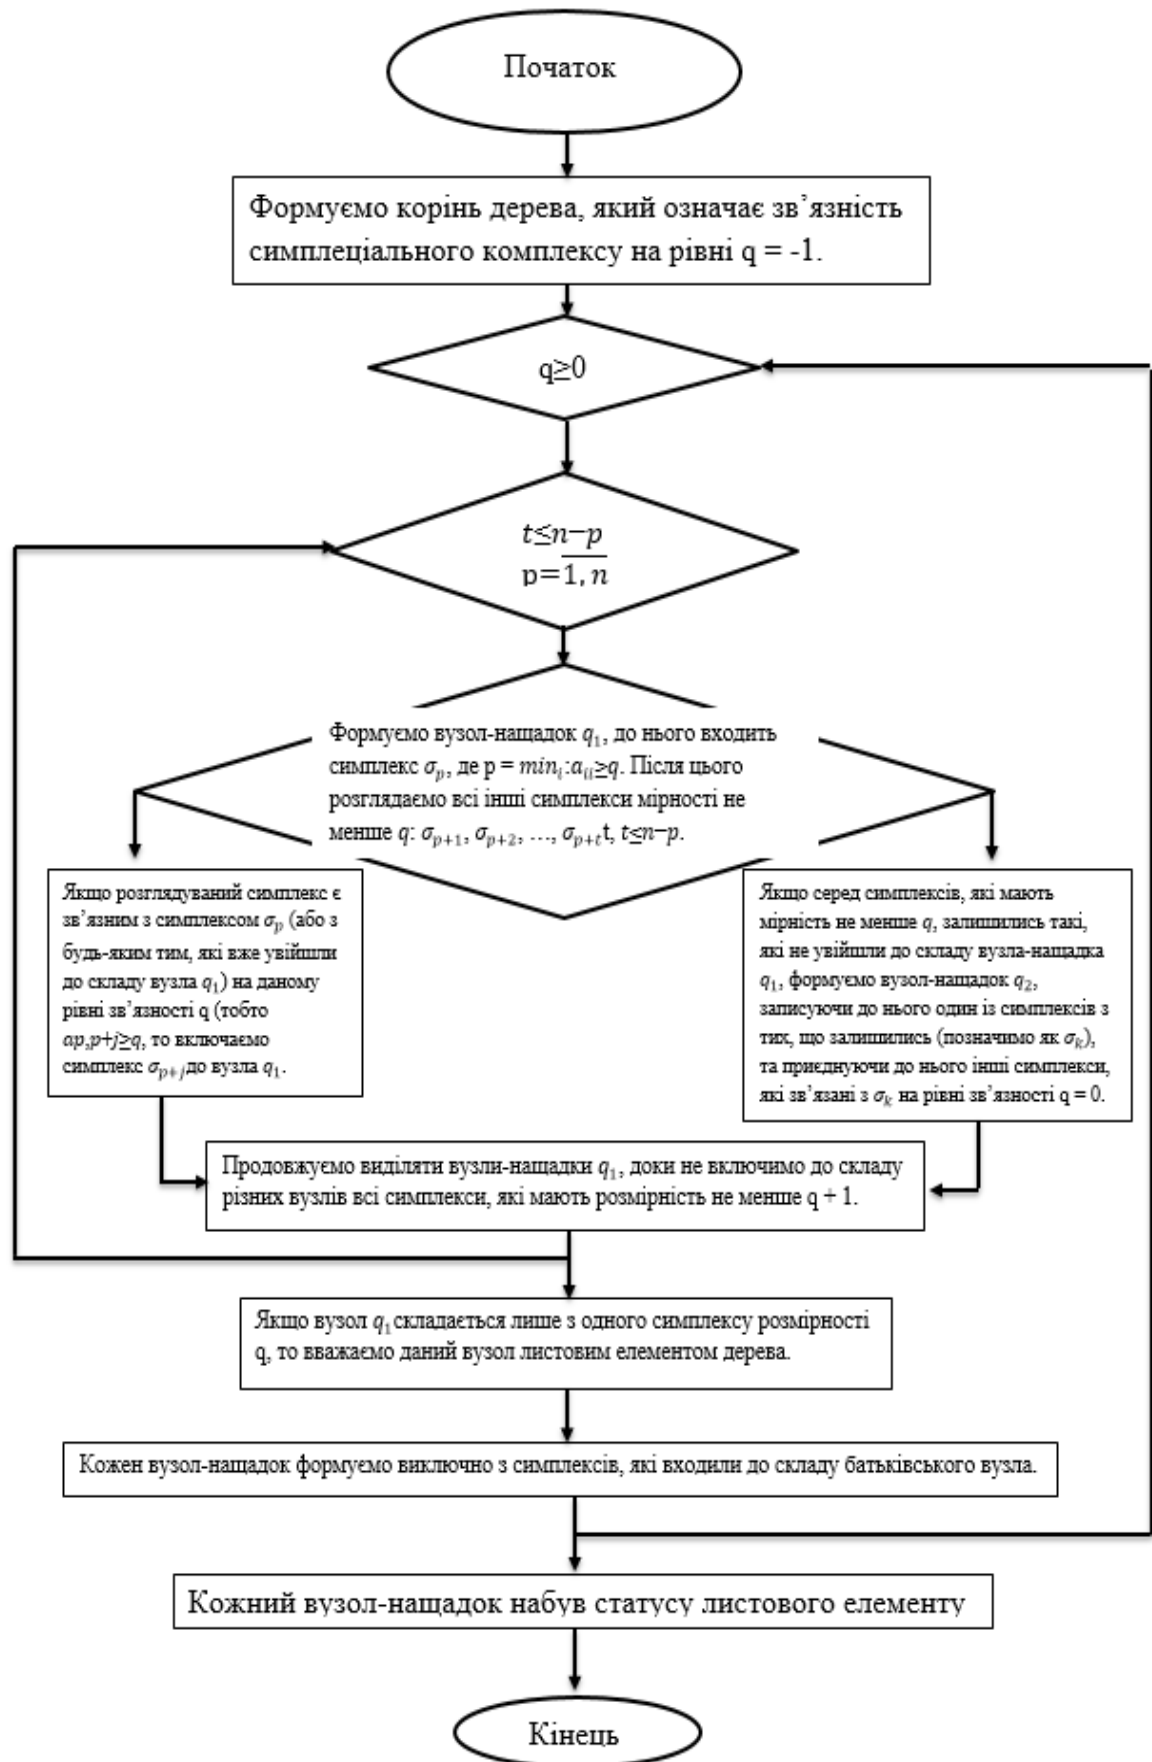 Початок
Формуємо корінь дерева, який означає зв’язність
симплеціального комплексу на рівні q = -1.
q≥0
t≤n−p
p=1, n
Формуємо вузол-нащадок q₁, до нього входить
симплекс σₚ, де p = minᵢ:aᵢᵢ≥q. Після цього
розглядаємо всі інші симплекси мірності не
менше q: σₚ₊₁, σₚ₊₂, …, σₚ₊ₜt, t≤n−p.
Якщо розглядуваний симплекс є
зв’язним з симплексом σₚ (або з
будь-яким тим, які вже увійшли
до складу вузла q₁) на даному
рівні зв’язності q (тобто
ap,p+j≥q, то включаємо
симплекс σₚ₊ⱼ до вузла q₁.
Якщо серед симплексів, які мають
мірність не менше q, залишились такі,
які не увійшли до складу вузла-нащадка
q₁, формуємо вузол-нащадок q₂,
записуючи до нього один із симплексів з
тих, що залишились (позначимо як σₖ),
та приєднуючи до нього інші симплекси,
які зв’язані з σₖ на рівні зв’язності q = 0.
Продовжуємо виділяти вузли-нащадки q₁, доки не включимо до складу
різних вузлів всі симплекси, які мають розмірність не менше q + 1.
Якщо вузол q₁ складається лише з одного симплексу розмірності
q, то вважаємо даний вузол листовим елементом дерева.
Кожен вузол-нащадок формуємо виключно з симплексів, які входили до складу батьківського вузла.
Кожний вузол-нащадок набув статусу листового елементу
Кінець